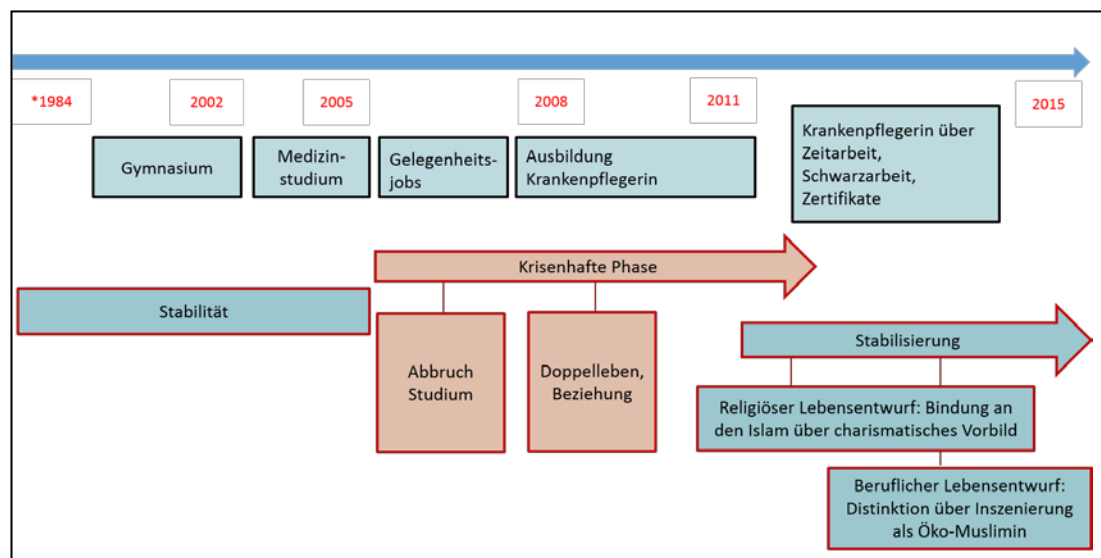 *1984
2002
2005
2008
2011
2015
Gymnasium
Medizin-
studium
Gelegenheits-
jobs
Ausbildung
Krankenpflegerin
Krankenpflegerin über
Zeitarbeit,
Schwarzarbeit,
Zertifikate
Krisenhafte Phase
Stabilität
Abbruch
Studium
Doppelleben,
Beziehung
Stabilisierung
Religiöser Lebensentwurf: Bindung an
den Islam über charismatisches Vorbild
Beruflicher Lebensentwurf:
Distinktion über Inszenierung
als Öko-Muslimin